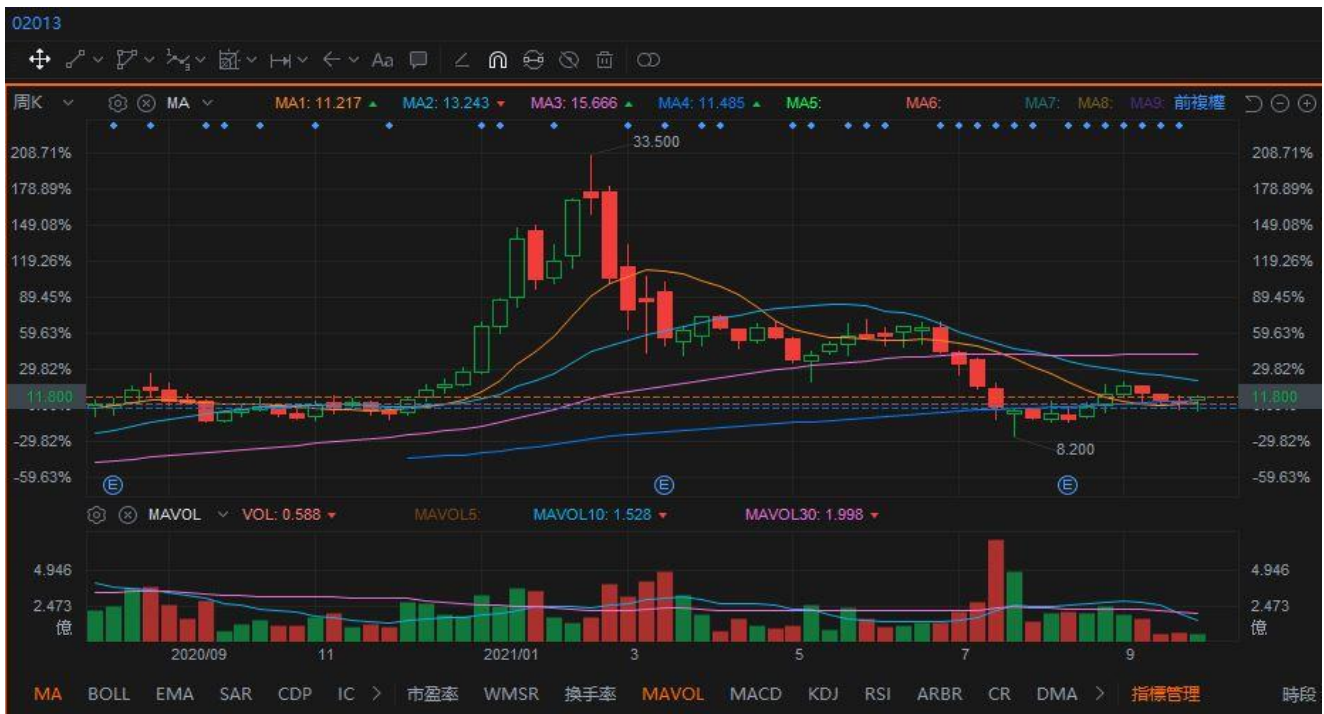 02013
Aa
周K MA MA1: 11.217 MA2: 13.243 MA3: 15.666 MA4: 11.485 MA5: MA6: MA7: MA8: MA9: 前複權
33.500
208.71% 208.71%
178.89% 178.89%
149.08% 149.08%
119.26% 119.26%
89.45% 89.45%
59.63% 59.63%
29.82% 29.82%
11.800 11.800
-29.82% -29.82%
8.200
-59.63% -59.63%
E E E
MAVOL VOL: 0.588 MAVOL5: MAVOL10: 1.528 MAVOL30: 1.998
4.946 4.946
2.473 2.473
億 億
2020/09 11 2021/01 3 5 7 9
MA BOLL EMA SAR CDP IC 市盈率 WMSR 換手率 MAVOL MACD KDJ RSI ARBR CR DMA 指標管理 時段